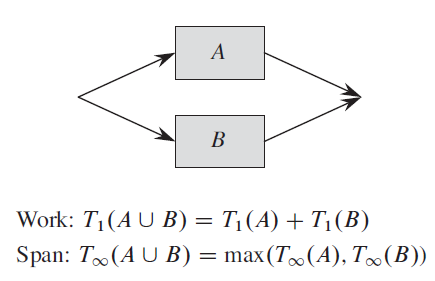 A
B
Work: T₁(A ∪ B) = T₁(A) + T₁(B)
Span: T∞(A ∪ B) = max(T∞(A), T∞(B))